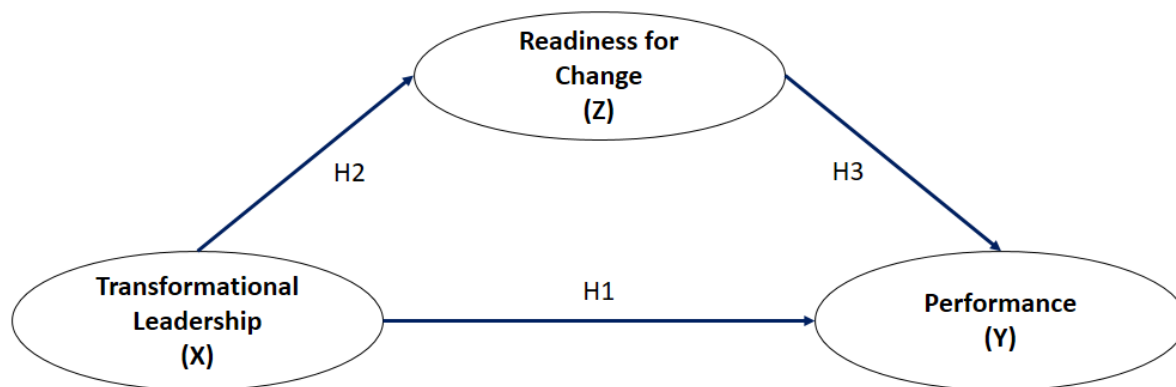 Readiness for
Change
(Z)
H2
H3
Transformational
Leadership
(X)
H1
Performance
(Y)